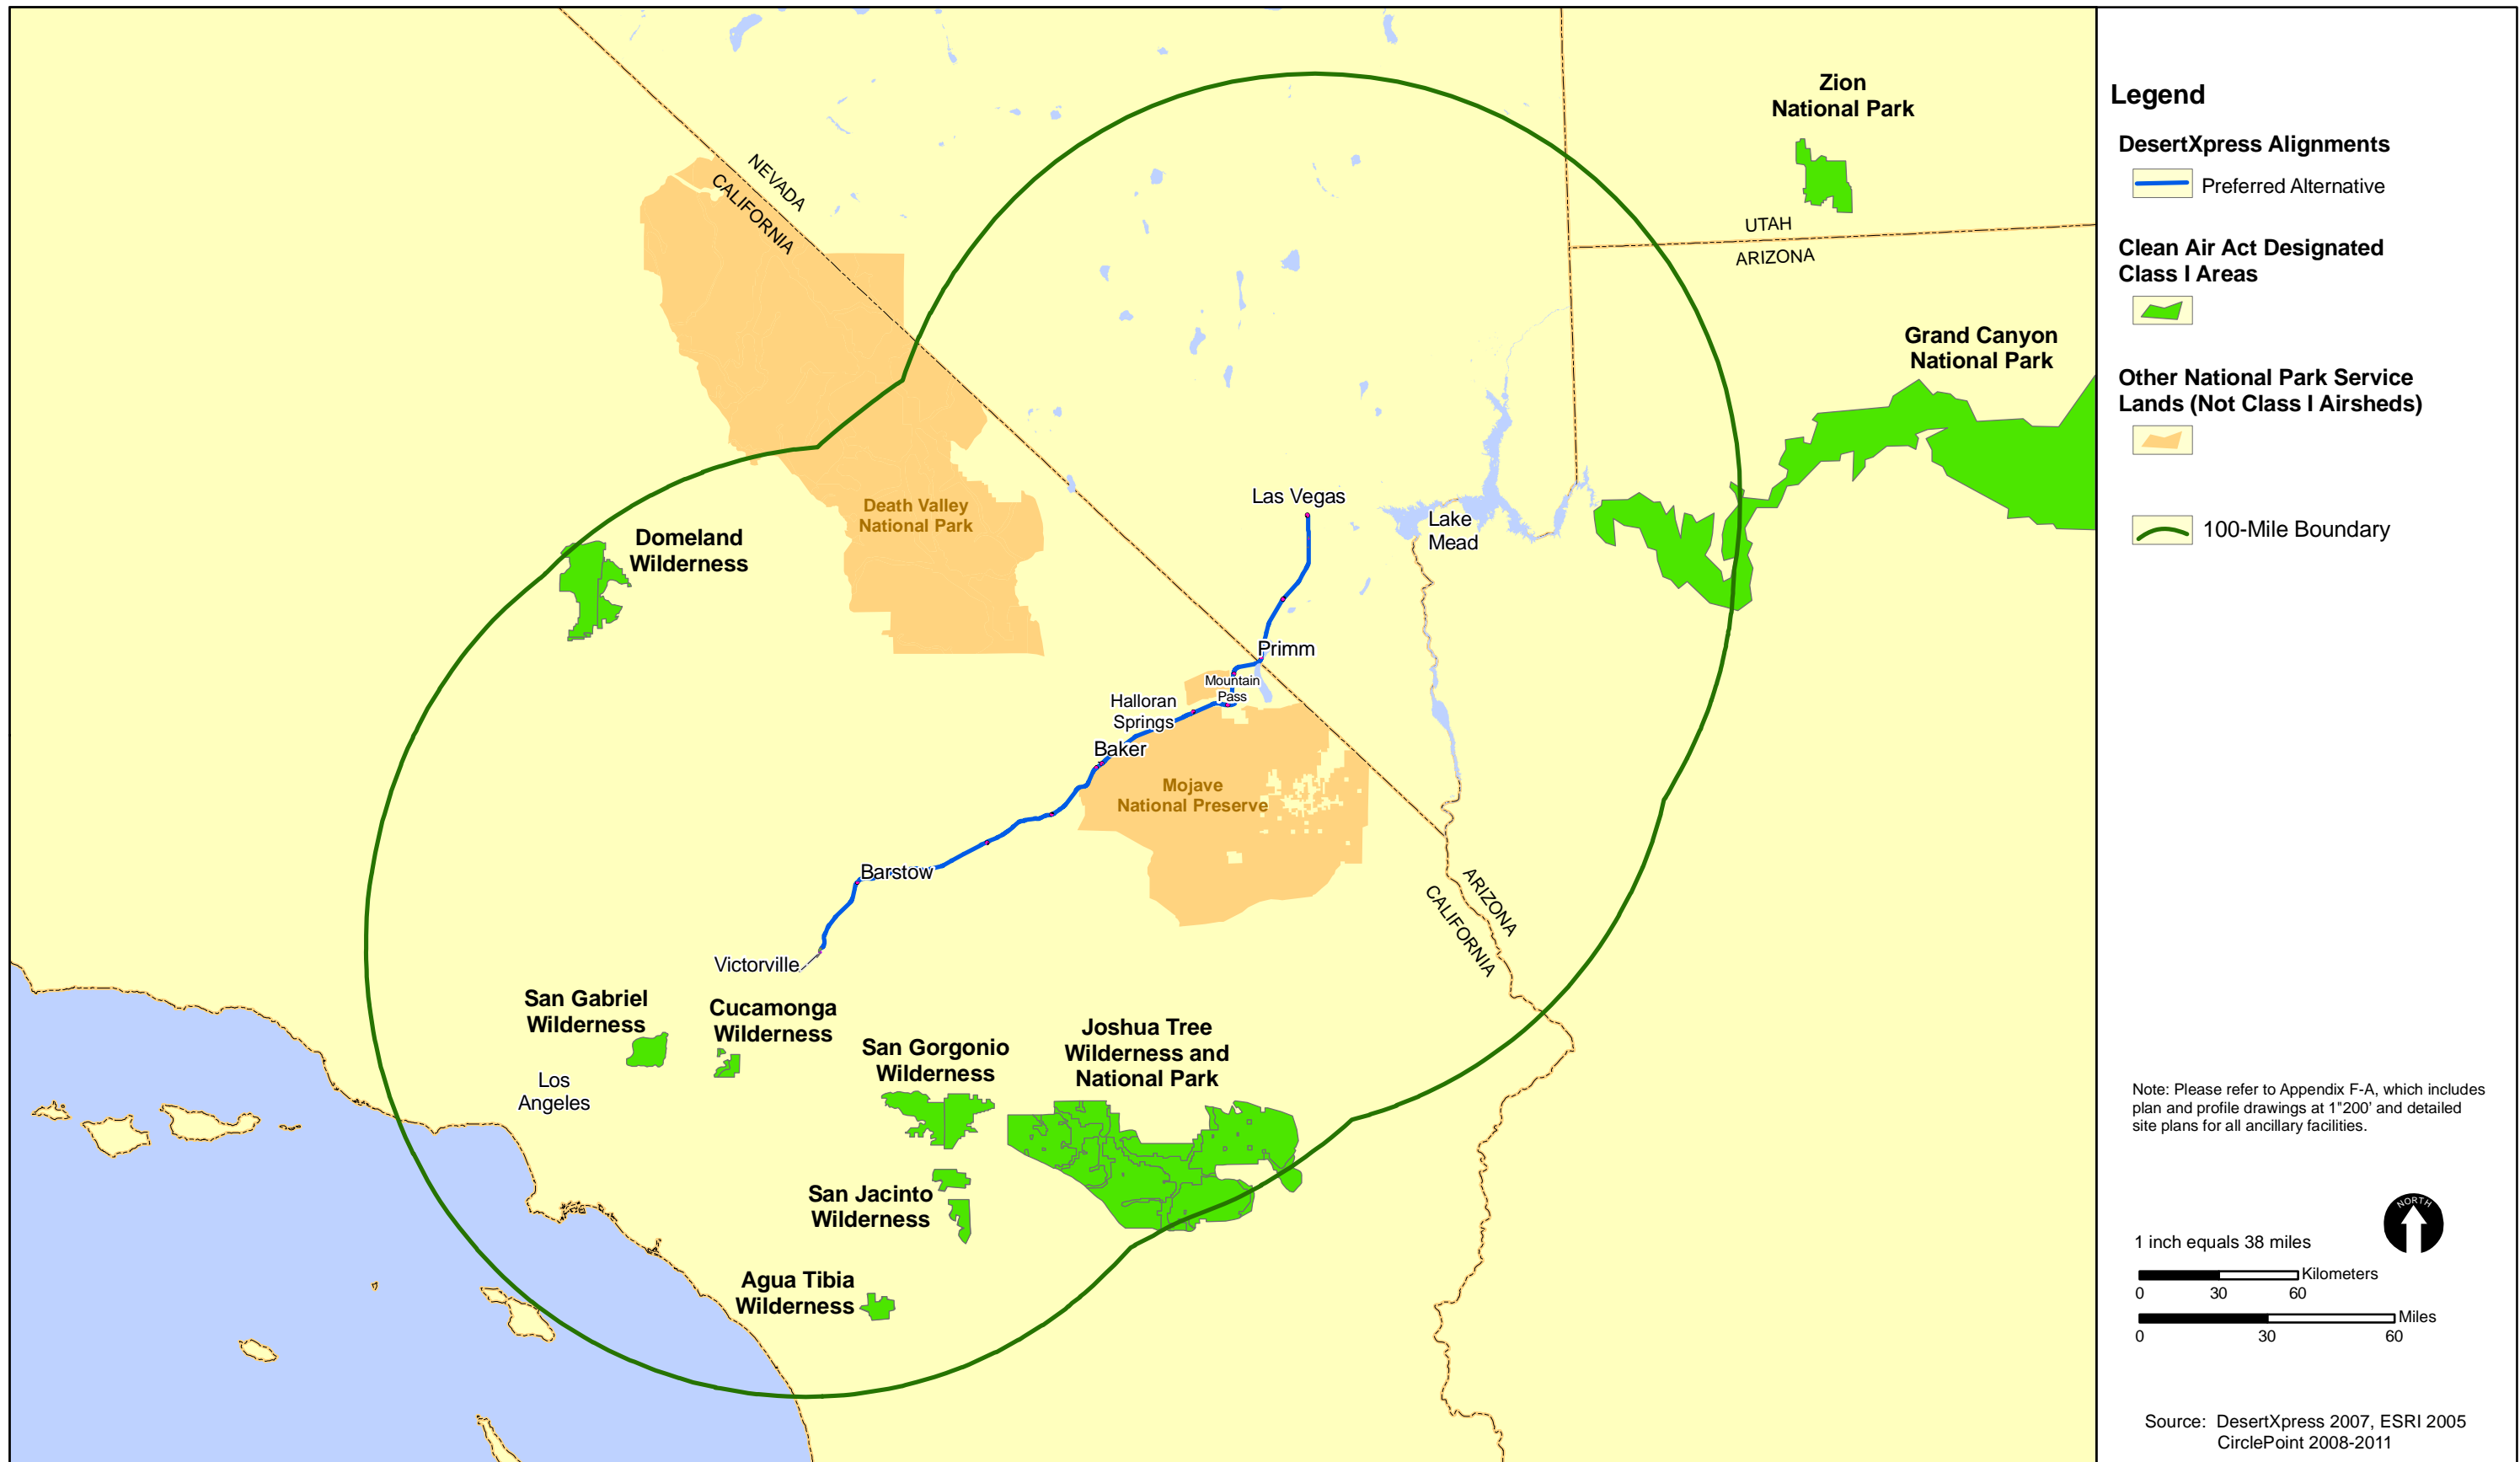 Zion
National Park
NEVADA
CALIFORNIA
UTAH
ARIZONA
Grand Canyon
National Park
Death Valley
National Park
Las Vegas
Lake
Mead
Domeland
Wilderness
Primm
Mountain
Pass
Halloran
Springs
Baker
Mojave
National Preserve
Barstow
ARIZONA
CALIFORNIA
Victorville
San Gabriel
Wilderness
Cucamonga
Wilderness
San Gorgonio
Wilderness
Joshua Tree
Wilderness and
National Park
Los
Angeles
San Jacinto
Wilderness
Agua Tibia
Wilderness
Legend
DesertXpress Alignments
Preferred Alternative
Clean Air Act Designated
Class I Areas
Other National Park Service
Lands (Not Class I Airsheds)
100-Mile Boundary
Note: Please refer to Appendix F-A, which includes
plan and profile drawings at 1"200' and detailed
site plans for all ancillary facilities.
NORTH
1 inch equals 38 miles
Kilometers
0 30 60
Miles
0 30 60
Source: DesertXpress 2007, ESRI 2005
CirclePoint 2008-2011